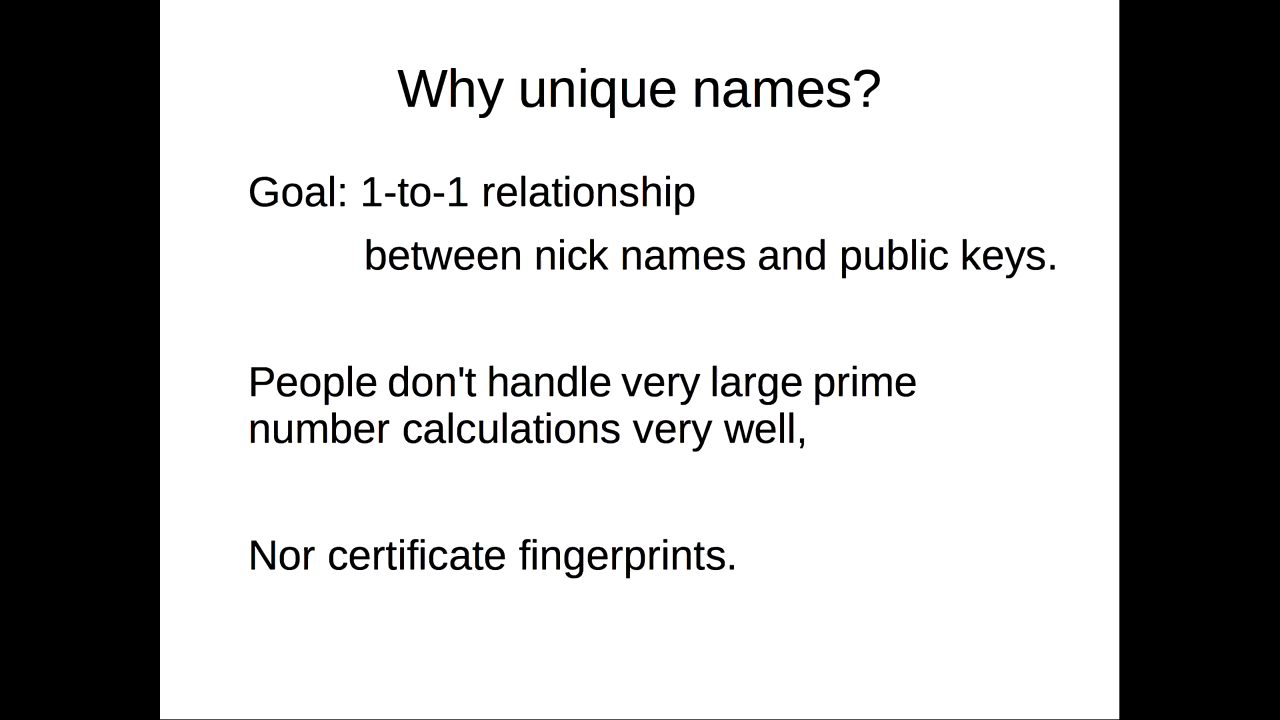 Why unique names?
Goal: 1-to-1 relationship
between nick names and public keys.
People don't handle very large prime
number calculations very well,
Nor certificate fingerprints.